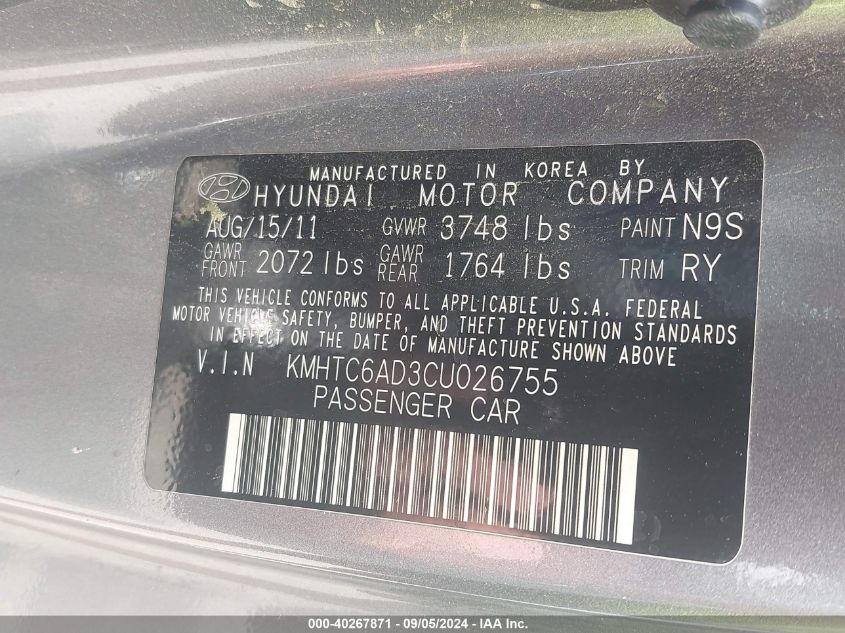 MANUFACTURED IN KOREA BY
HYUNDAI MOTOR COMPANY
AUG/15/11 GVWR 3748 lbs PAINT N9S
GAWR FRONT 2072 lbs GAWR REAR 1764 lbs TRIM RY
THIS VEHICLE CONFORMS TO ALL APPLICABLE U.S.A. FEDERAL
MOTOR VEHICLE SAFETY, BUMPER, AND THEFT PREVENTION STANDARDS
IN EFFECT ON THE DATE OF MANUFACTURE SHOWN ABOVE
V.I.N KMHTC6AD3CU026755
PASSENGER CAR
000-40267871 - 09/05/2024 - IAA Inc.